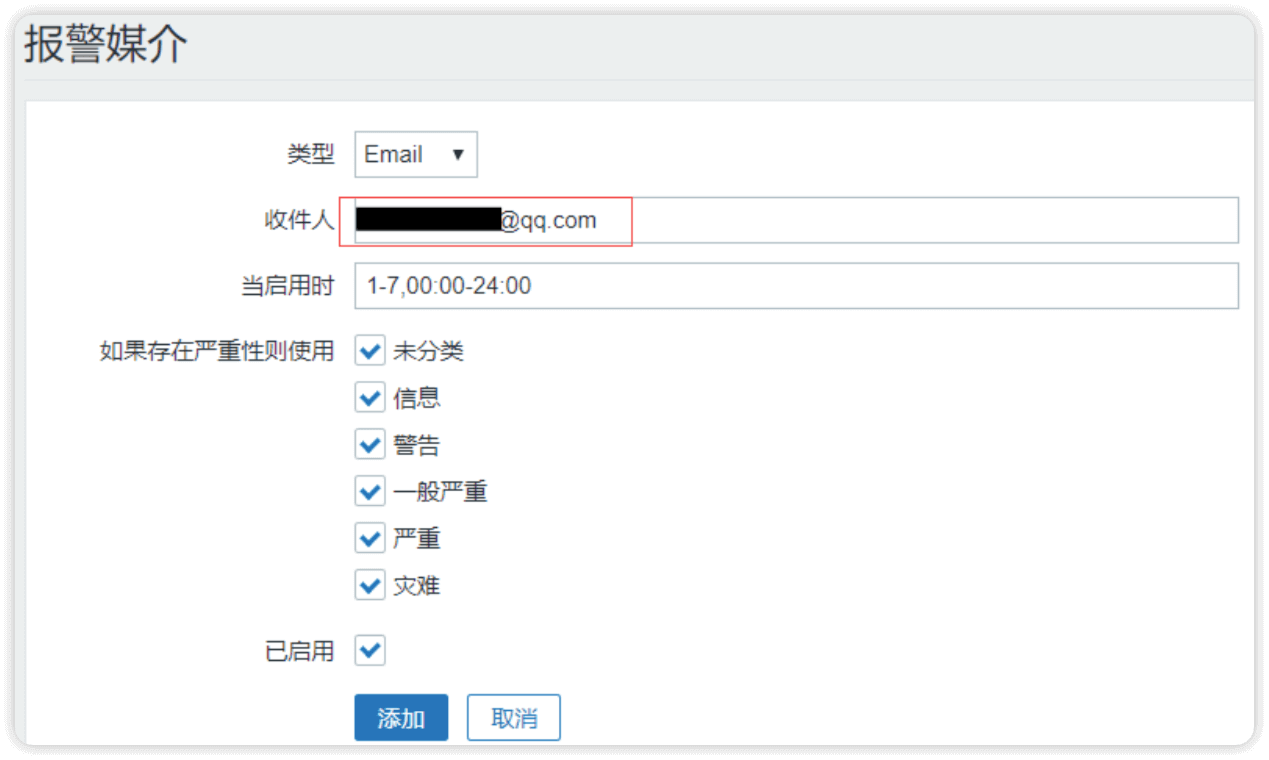 报警媒介
类型 Email
收件人 @qq.com
当启用时 1-7,00:00-24:00
如果存在严重性则使用 未分类
信息
警告
一般严重
严重
灾难
已启用
添加 取消